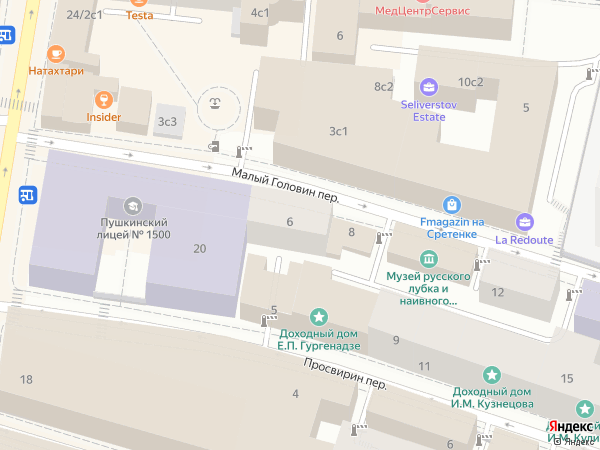 24/2с1
Testa
4с1
МедЦентрСервис
6
Натахтари
8с2
10с2
Seliverstov
Estate
5
Insider
3с3
3с1
Малый Головин пер.
Пушкинский
лицей № 1500
20
6
8
Fmagazin на
Сретенке
La Redoute
Музей русского
лубка и
наивного...
12
5
Доходный дом
Е.П. Гургенадзе
9
11
15
Просвирин пер.
18
4
Доходный дом
И.М. Кузнецова
6
Яндекс